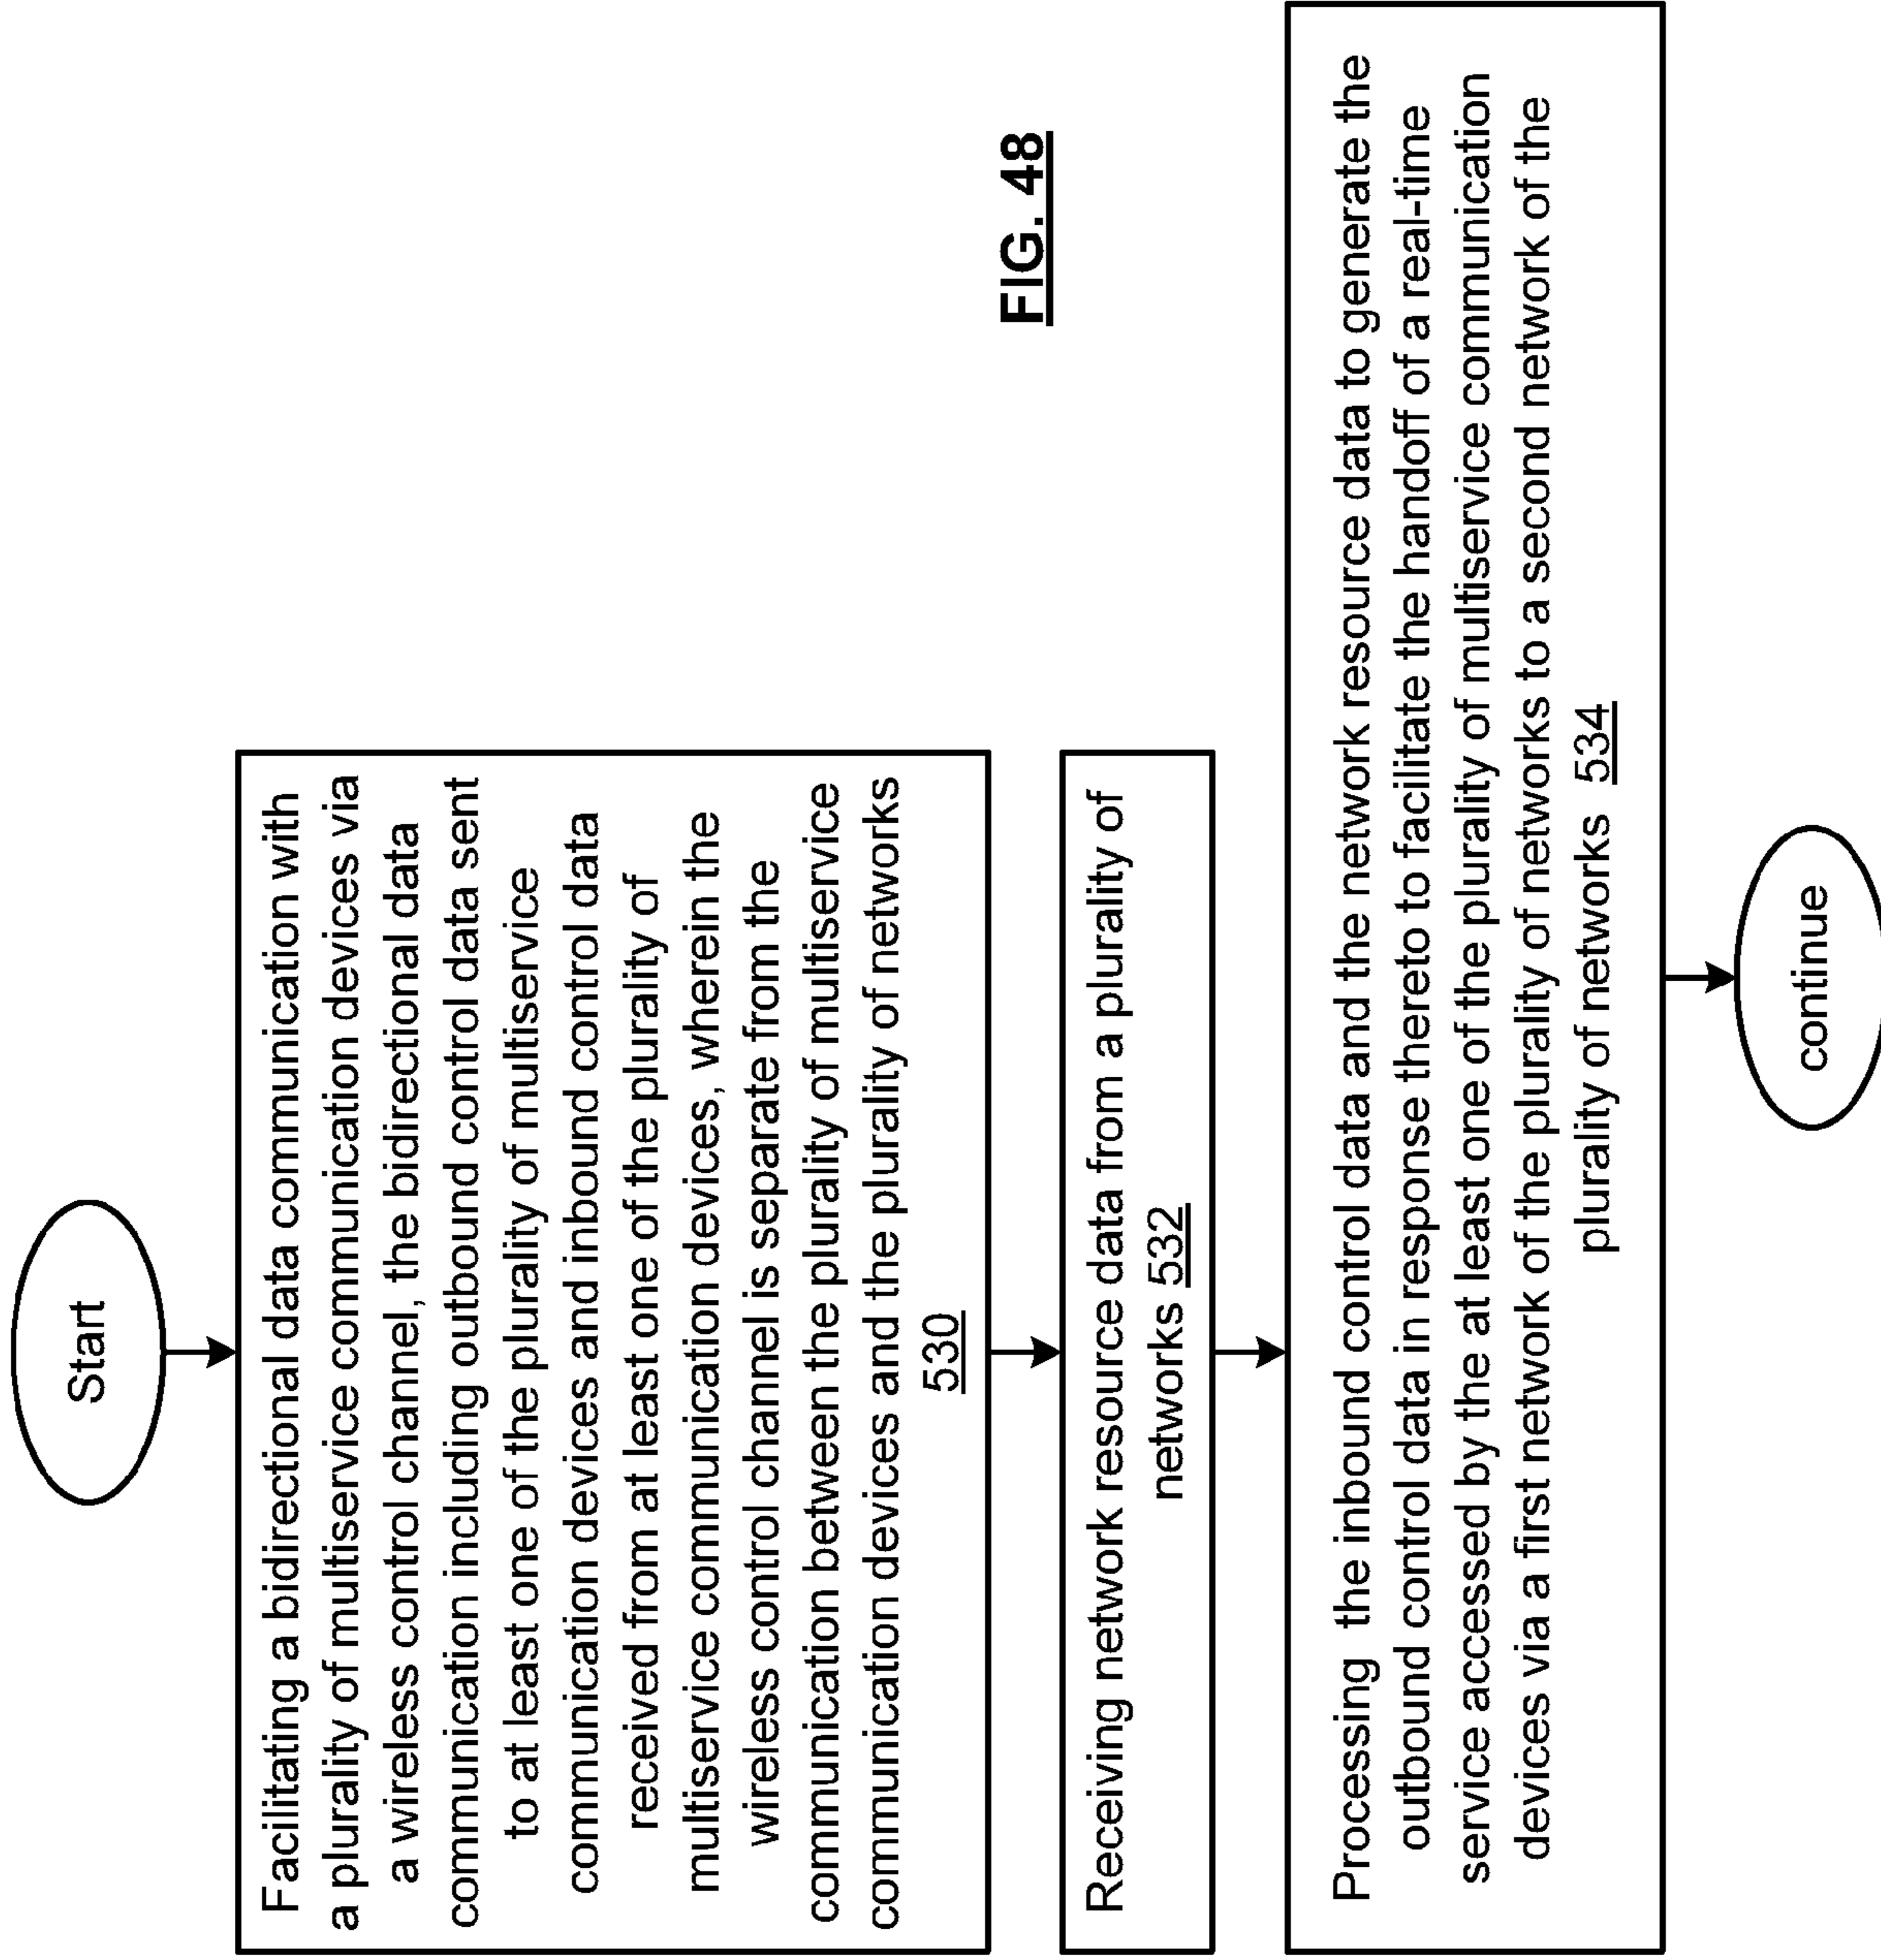 Start
Facilitating a bidirectional data communication with
a plurality of multiservice communication devices via
a wireless control channel, the bidirectional data
communication including outbound control data sent
to at least one of the plurality of multiservice
communication devices and inbound control data
received from at least one of the plurality of
multiservice communication devices, wherein the
wireless control channel is separate from the
communication between the plurality of multiservice
communication devices and the plurality of networks
530
Receiving network resource data from a plurality of
networks 532
FIG. 48
Processing the inbound control data and the network resource data to generate the
outbound control data in response thereto to facilitate the handoff of a real-time
service accessed by the at least one of the plurality of multiservice communication
devices via a first network of the plurality of networks to a second network of the
plurality of networks 534
continue